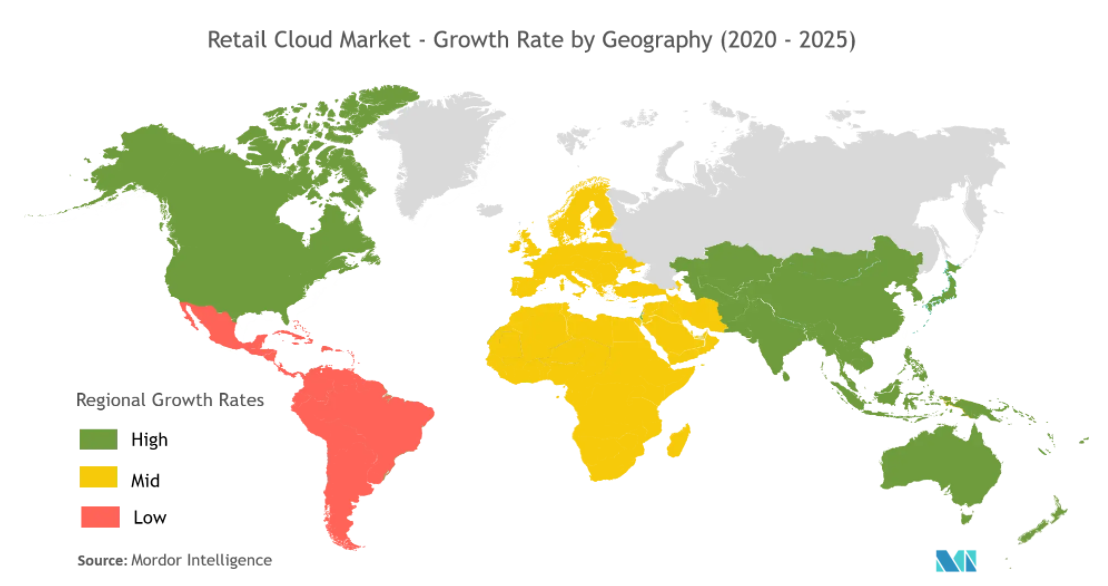 Retail Cloud Market - Growth Rate by Geography (2020 - 2025)
Regional Growth Rates
High
Mid
Low
Source: Mordor Intelligence